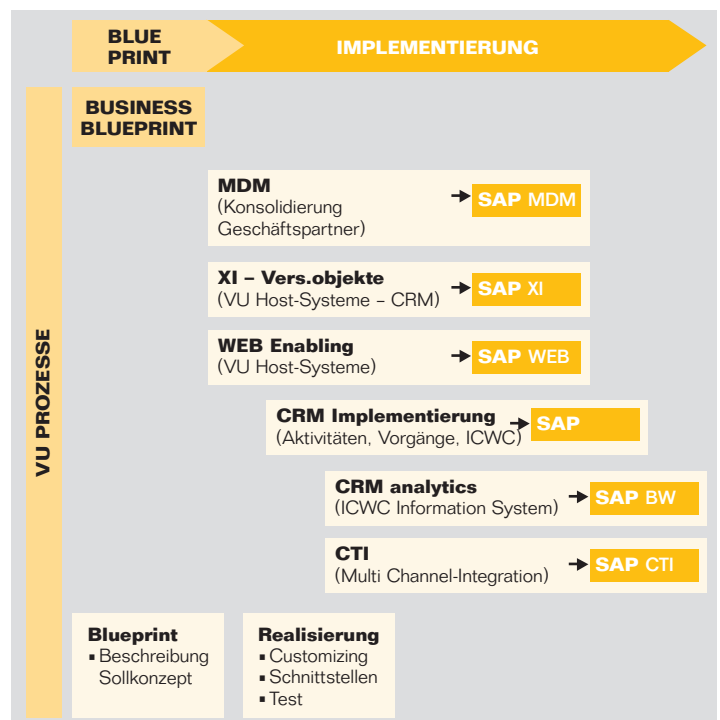 BLUE
PRINT
IMPLEMENTIERUNG
VU PROZESSE
BUSINESS
BLUEPRINT
MDM
(Konsolidierung
Geschäftspartner)
SAP MDM
XI – Vers.objekte
(VU Host-Systeme – CRM)
SAP XI
WEB Enabling
(VU Host-Systeme)
SAP WEB
CRM Implementierung
(Aktivitäten, Vorgänge, ICWC)
SAP
CRM analytics
(ICWC Information System)
SAP BW
CTI
(Multi Channel-Integration)
SAP CTI
Blueprint
▪ Beschreibung
Sollkonzept
Realisierung
▪ Customizing
▪ Schnittstellen
▪ Test